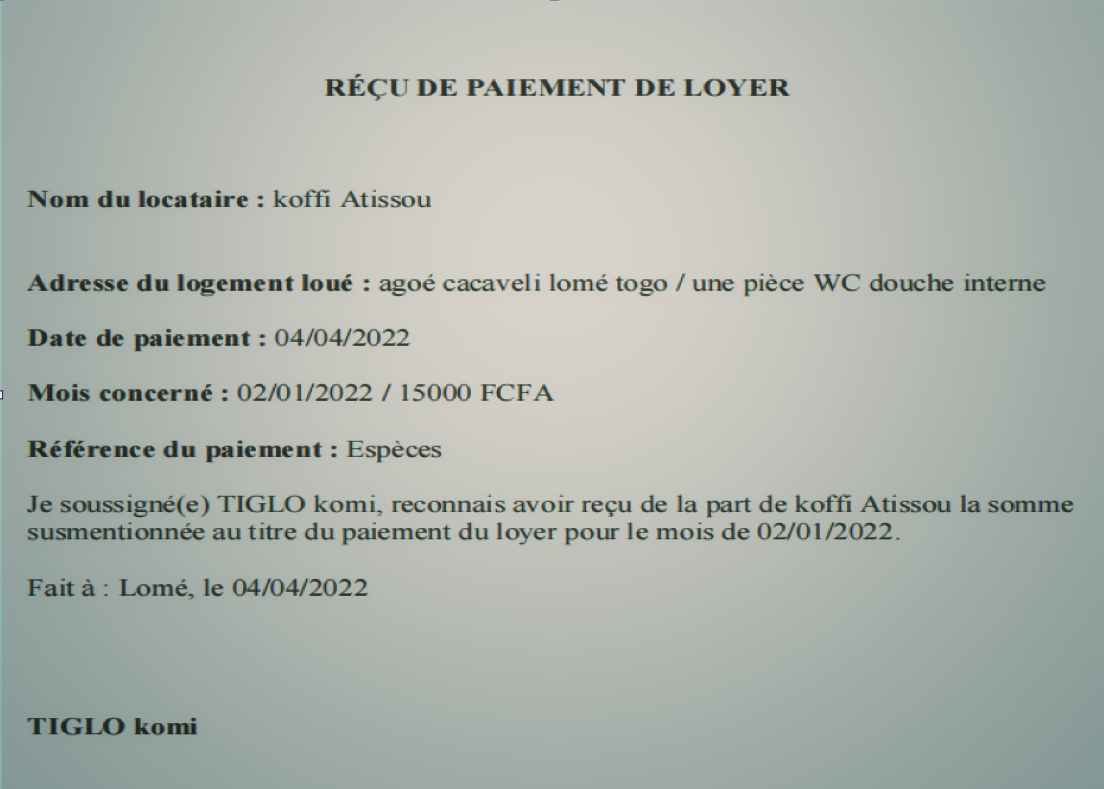 RÉÇU DE PAIEMENT DE LOYER
Nom du locataire : koffi Atissou
Adresse du logement loué : agoé cacaveli lomé togo / une pièce WC douche interne
Date de paiement : 04/04/2022
Mois concerné : 02/01/2022 / 15000 FCFA
Référence du paiement : Espèces
Je soussigné(e) TIGLO komi, reconnais avoir reçu de la part de koffi Atissou la somme
susmentionnée au titre du paiement du loyer pour le mois de 02/01/2022.
Fait à : Lomé, le 04/04/2022
TIGLO komi